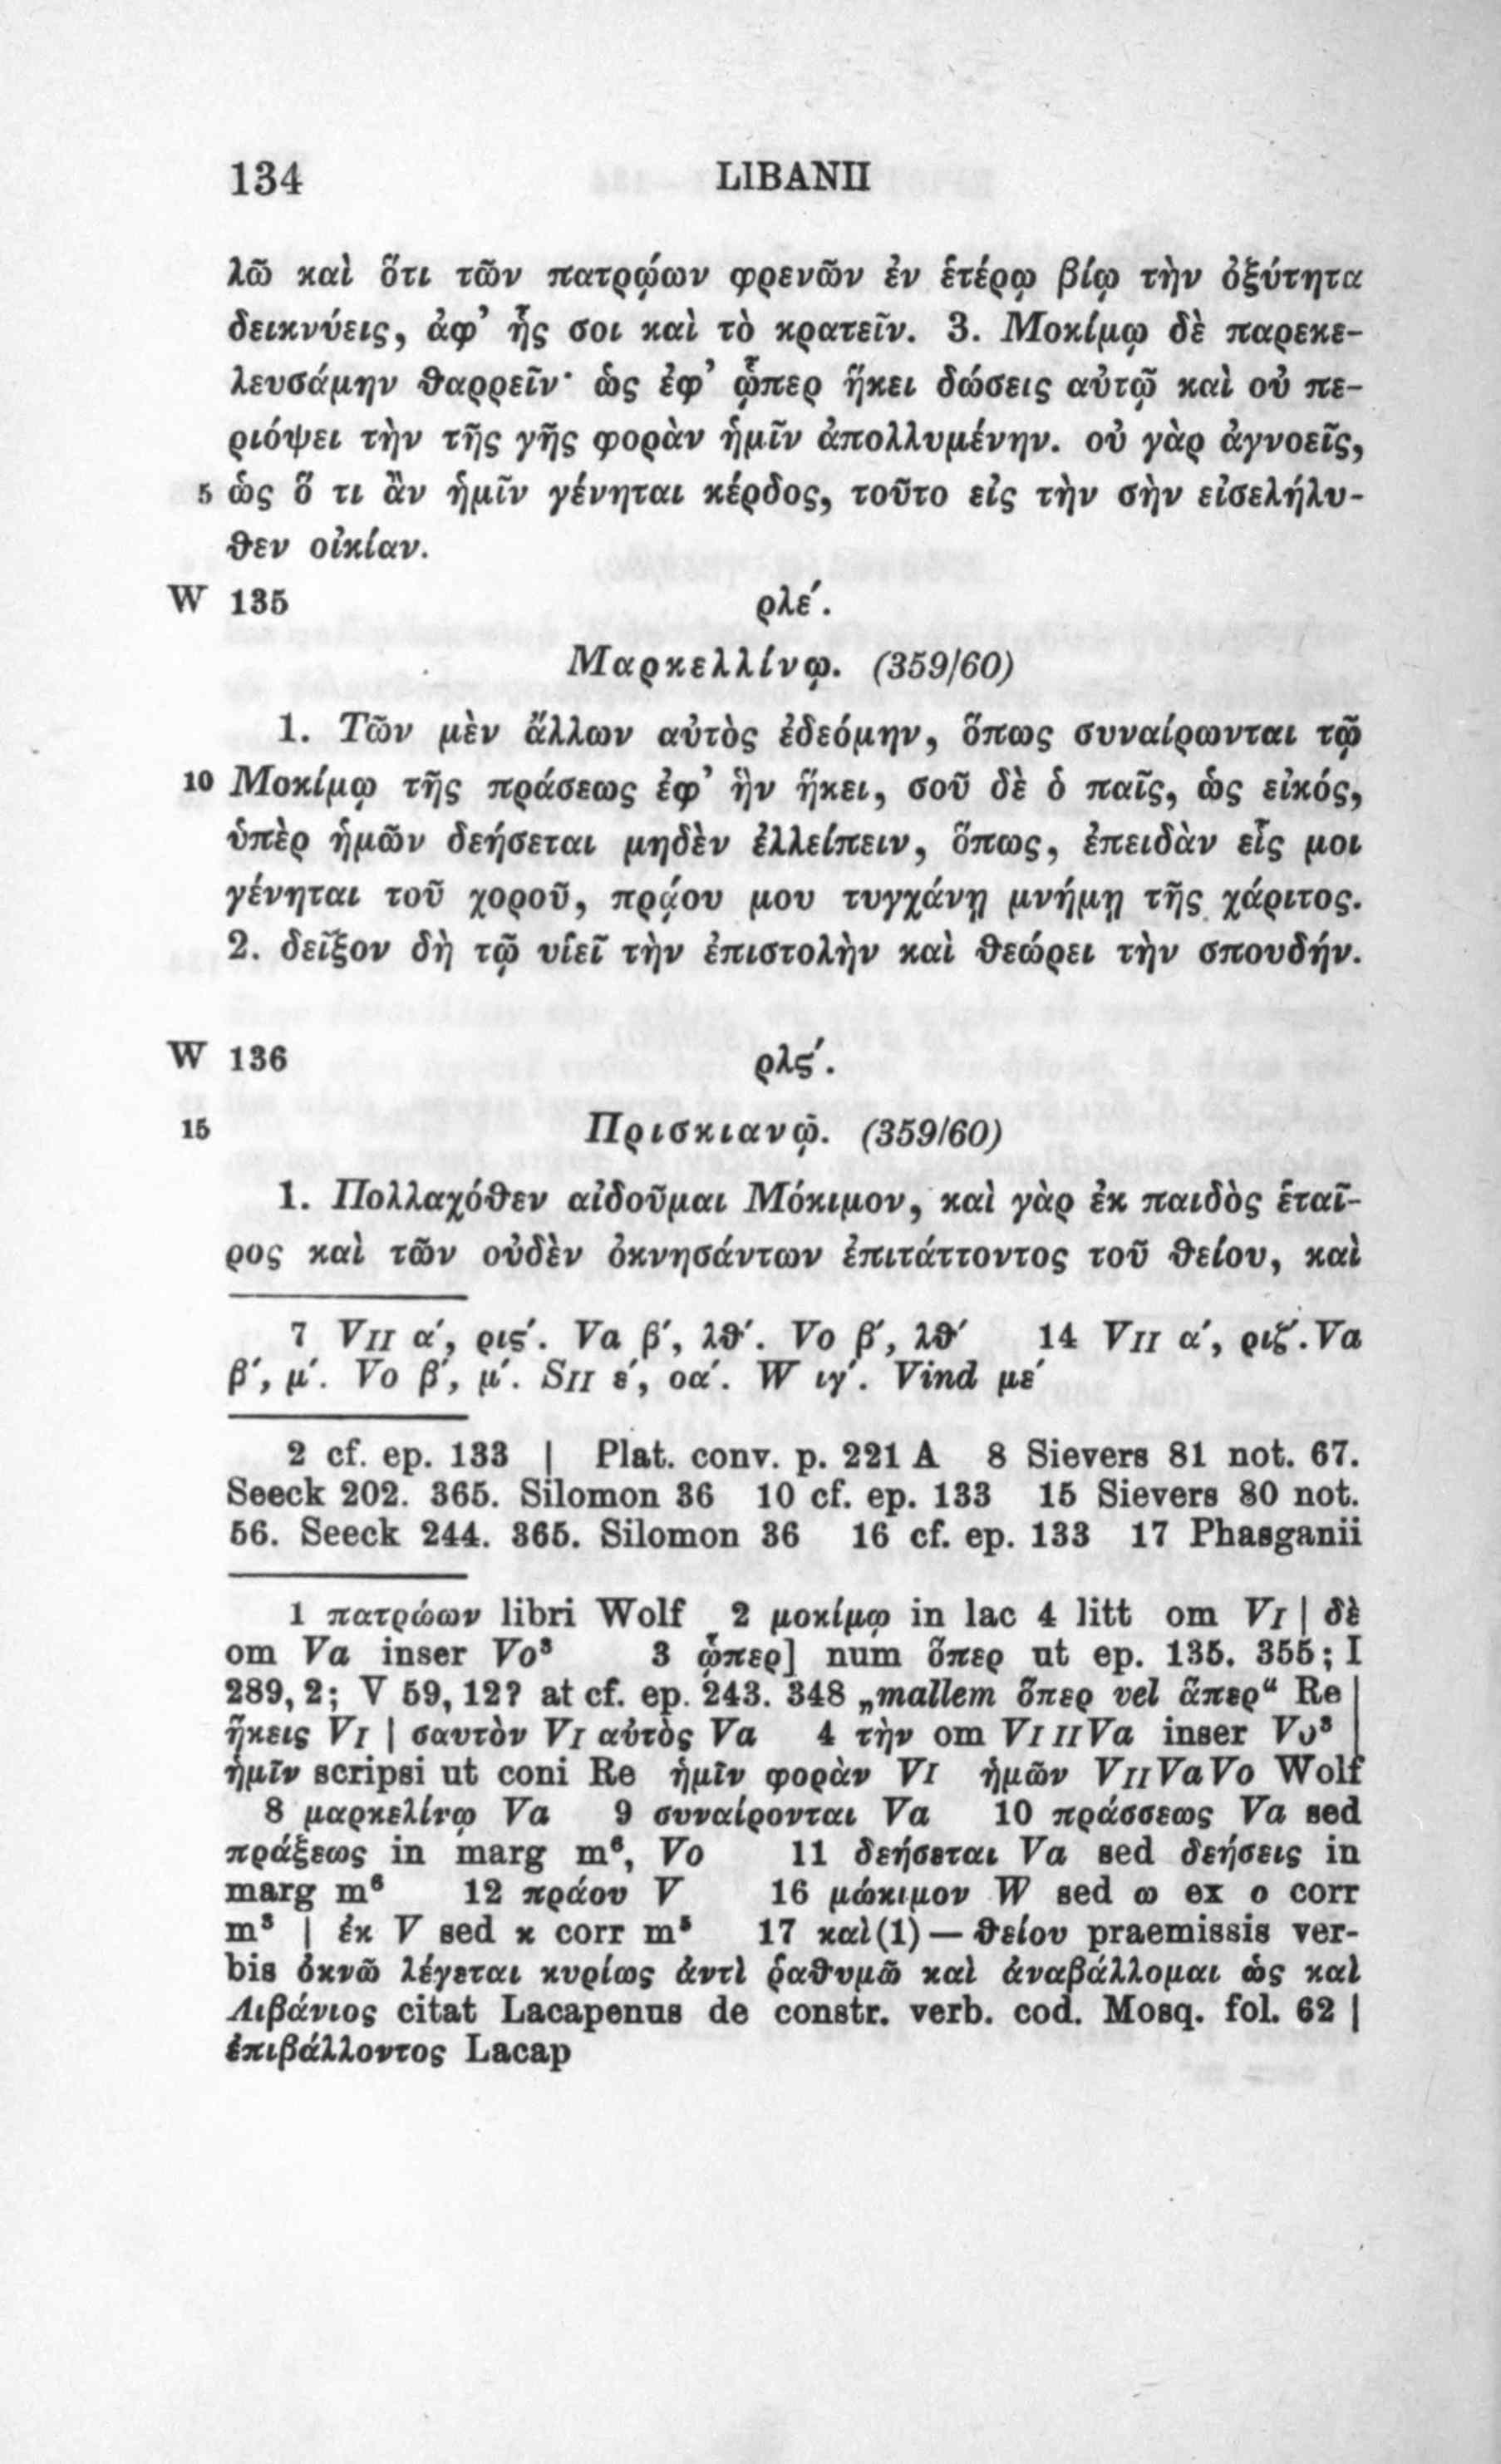 134 LIBANII
λῶ καὶ ὅτι τῶν πατρῴων φρενῶν ἐν ἑτέρῳ βίῳ τὴν ὀξύτητα
δεικνύεις, ἀφ’ ἧς σοι καὶ τὸ κρατεῖν. 3. Μοκίμῳ δὲ παρεκε-
λευσάμην θαρρεῖν· ὡς ἐφ’ ᾧπερ ἥκει δώσεις αὐτῷ καὶ οὐ πε-
ριόψει τὴν τῆς γῆς φορὰν ἡμῖν ἀπολλυμένην. οὐ γὰρ ἀγνοεῖς,
5 ὡς ὅ τι ἂν ἡμῖν γένηται κέρδος, τοῦτο εἰς τὴν σὴν εἰσελήλυ-
θεν οἰκίαν.
W 135 ρλε΄.
Μαρκελλίνῳ. (359/60)
1. Τῶν μὲν ἄλλων αὐτὸς ἐδεόμην, ὅπως συναίρωνται τῷ
10 Μοκίμῳ τῆς πράσεως ἐφ’ ἣν ἥκει, σοῦ δὲ ὁ παῖς, ὡς εἰκός,
ὑπὲρ ἡμῶν δεήσεται μηδὲν ἐλλείπειν, ὅπως, ἐπειδὰν εἷς μοι
γένηται τοῦ χοροῦ, πρᾴου μου τυγχάνῃ μνήμῃ τῆς χάριτος.
2. δεῖξον δὴ τῷ υἱεῖ τὴν ἐπιστολὴν καὶ θεώρει τὴν σπουδήν.
W 136 ρλϛ΄.
15 Πρισκιανῷ. (359/60)
1. Πολλαχόθεν αἰδοῦμαι Μόκιμον, καὶ γὰρ ἐκ παιδὸς ἑταῖ-
ρος καὶ τῶν οὐδὲν ὀκνησάντων ἐπιτάττοντος τοῦ θείου, καὶ
7 VII α΄, ριϛ΄. Va β΄, λθ΄. Vo β΄, λθ΄ 14 VII α΄, ριζ΄. Va
β΄, μ΄. Vo β΄, μ΄. SII ε΄, οα΄. W ιγ΄. Vind με΄
2 cf. ep. 133 | Plat. conv. p. 221 A 8 Sievers 81 not. 67.
Seeck 202. 365. Silomon 36 10 cf. ep. 133 15 Sievers 80 not.
56. Seeck 244. 365. Silomon 36 16 cf. ep. 133 17 Phasganii
1 πατρώων libri Wolf 2 μοκίμῳ in lac 4 litt om VI | δὲ
om Va inser Vo³ 3 ᾧπερ] num ὅπερ ut ep. 135. 355; I
289, 2; V 59, 12? at cf. ep. 243. 348 „mallem ὅπερ vel ἅπερ“ Re |
ἥκεις VI | σαυτὸν VI αὐτὸς Va 4 τὴν om VI II Va inser Vo³ |
ἡμῖν scripsi ut coni Re ἡμῖν φορὰν VI ἡμῶν VII Va Vo Wolf
8 μαρκελίνῳ Va 9 συναίρονται Va 10 πράσσεως Va sed
πράξεως in marg m⁶, Vo 11 δεήσεται Va sed δεήσεις in
marg m⁶ 12 πράου V 16 μώκιμον W sed ω ex ο corr
m³ | ἐκ V sed κ corr m⁵ 17 καὶ(1) — θείου praemissis ver-
bis ὀκνῶ λέγεται κυρίως ἀντὶ ῥαθυμῶ καὶ ἀναβάλλομαι ὡς καὶ
Λιβάνιος citat Lacapenus de constr. verb. cod. Mosq. fol. 62 |
ἐπιβάλλοντος Lacap